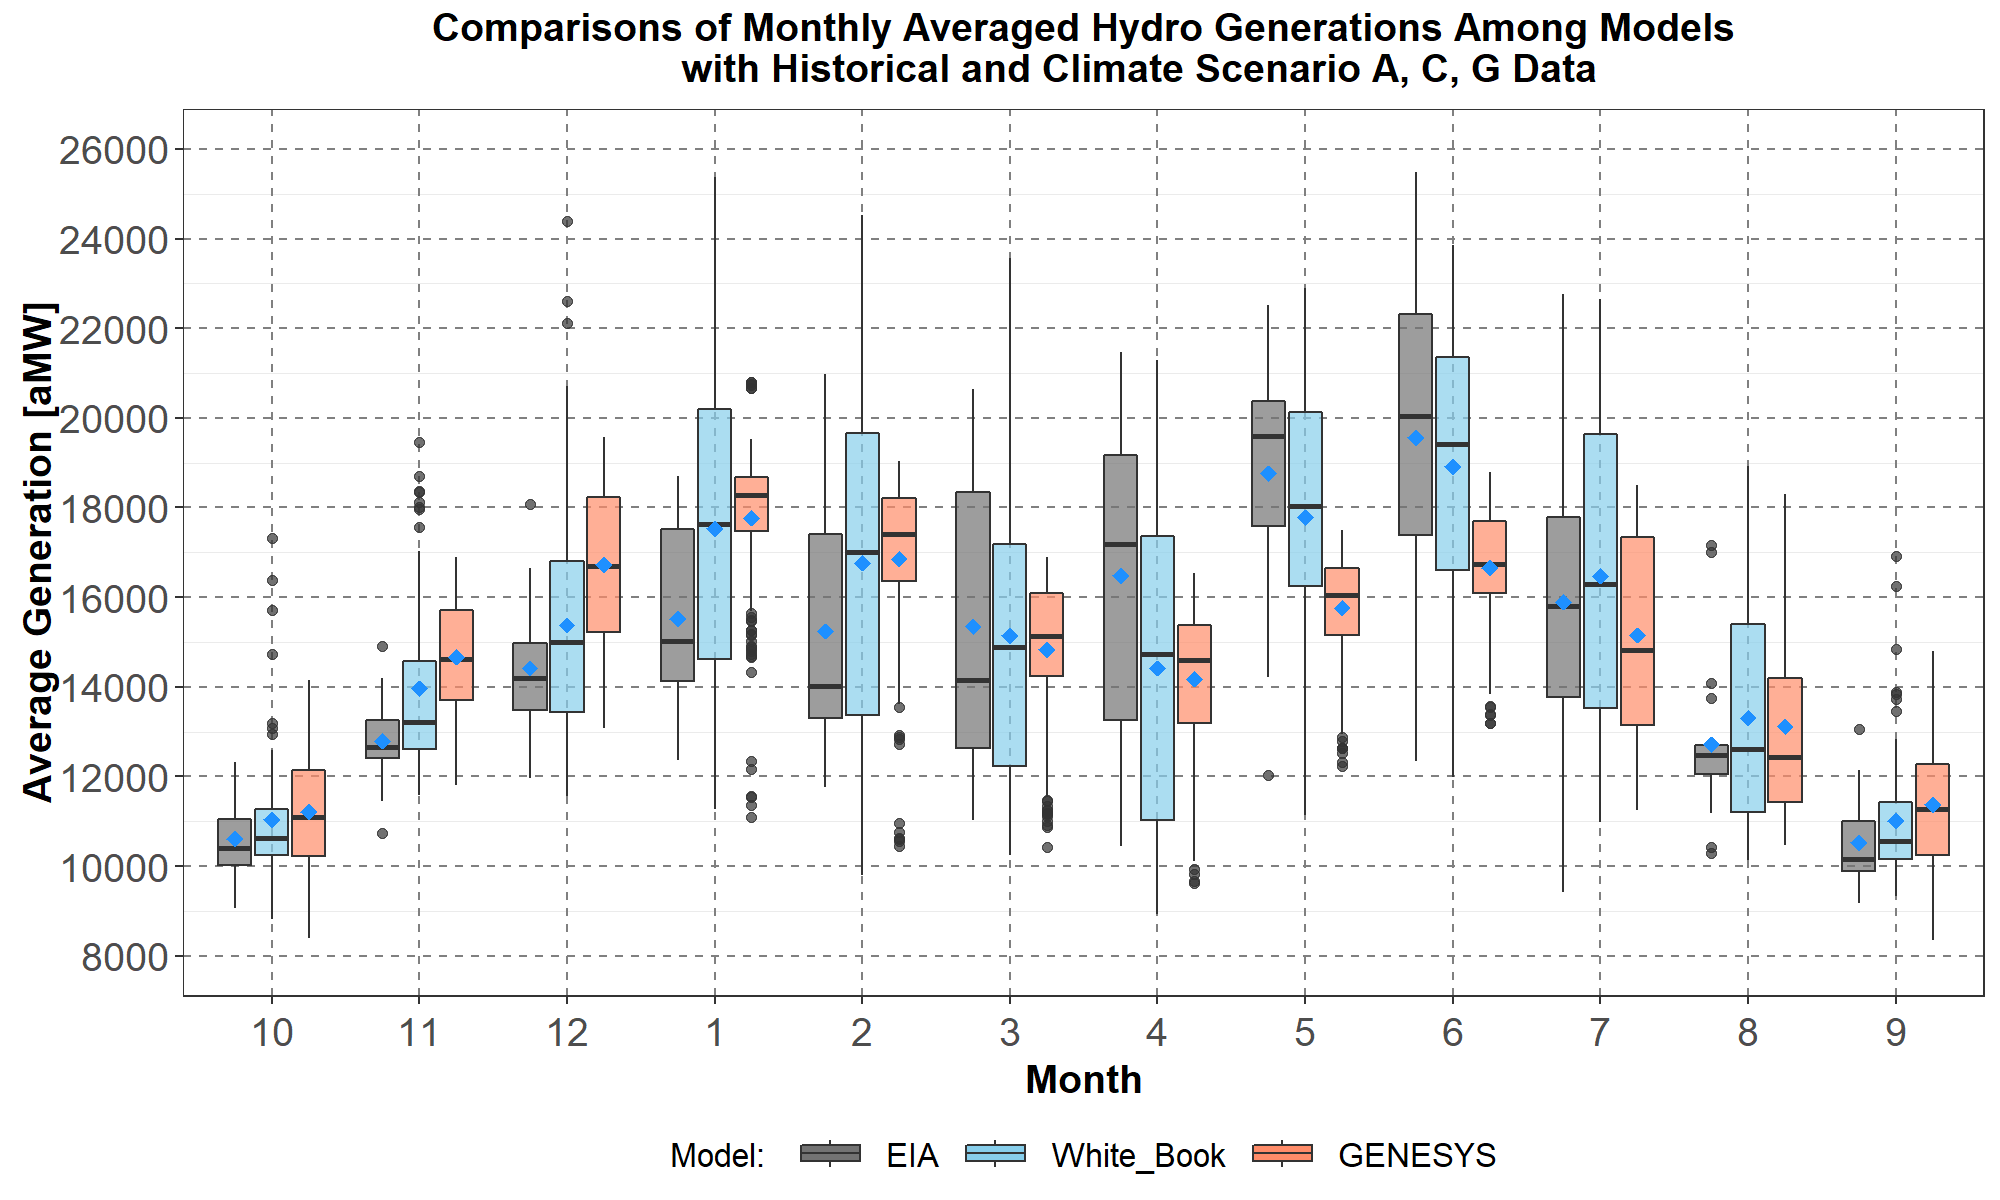 Comparisons of Monthly Averaged Hydro Generations Among Models
with Historical and Climate Scenario A, C, G Data
Average Generation [aMW]
26000
24000
22000
20000
18000
16000
14000
12000
10000
8000
10 11 12 1 2 3 4 5 6 7 8 9
Month
Model: EIA White_Book GENESYS